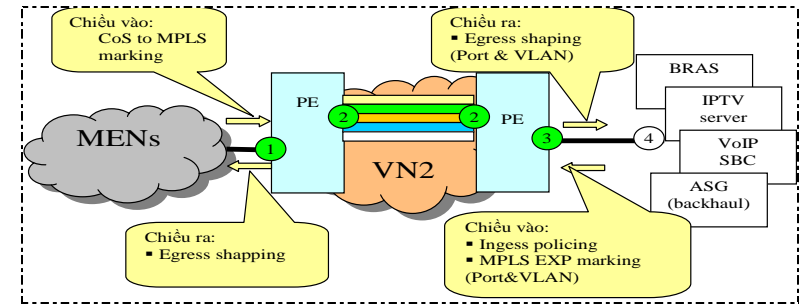 Chiều vào:
CoS to MPLS
marking
Chiều ra:
▪ Egress shaping
(Port & VLAN)
BRAS
IPTV
server
VoIP
SBC
ASG
(backhaul)
PE
PE
MENs
VN2
1
2
2
3
4
Chiều ra:
▪ Egress shapping
Chiều vào:
▪ Ingess policing
▪ MPLS EXP marking
(Port&VLAN)